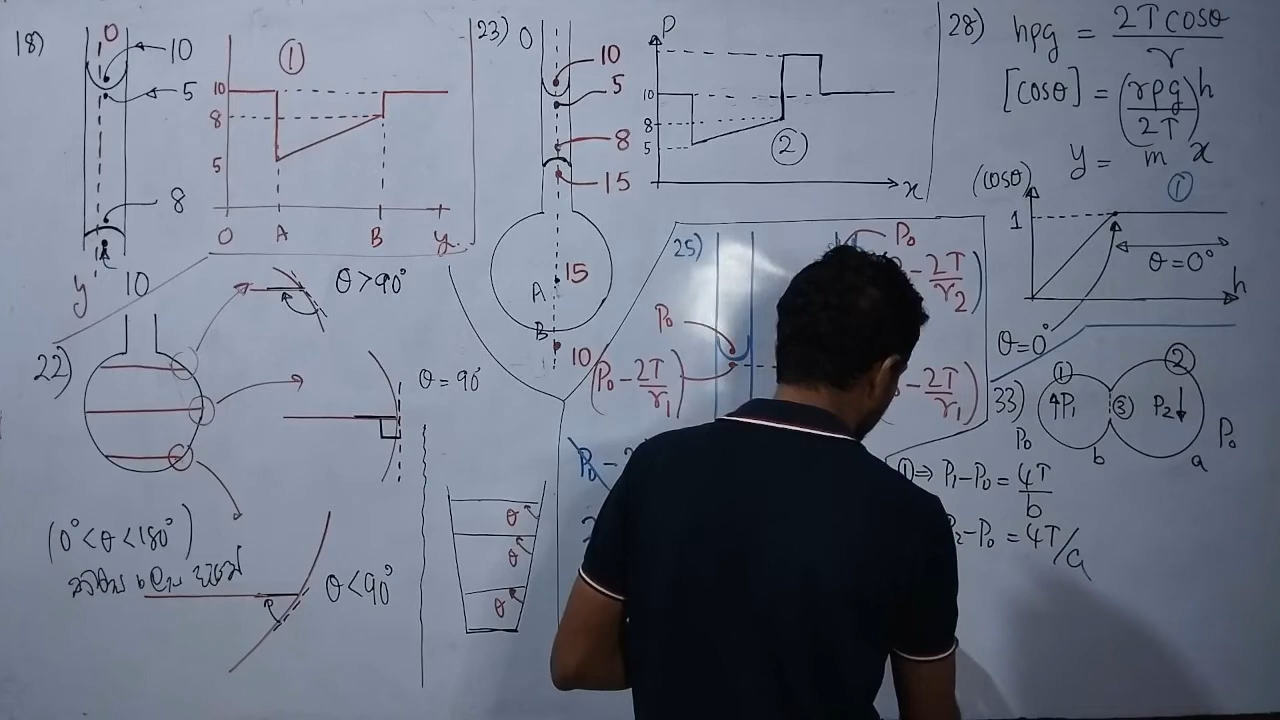 18)
0
10
5
8
10
y
①
10
8
5
0 A B y
22)
θ > 90°
θ = 90°
θ < 90°
(0° < θ < 180°)
θ
θ
θ
23) 0
10
5
8
15
15
A
B
10
P
10
8
5
②
x
25)
P₀
P₀
(P₀ - 2T/r₁)
- 2T/r₂)
- 2T/r₁)
P₀ - 2
28) hρg = 2T cosθ / r
[cosθ] = (rρg / 2T) h
y = m x
①
(cosθ)
1
θ = 0°
h
θ = 0°
33)
① ②
P₁ ③ P₂
P₀ P₀
b a
① ⇒ P₁ - P₀ = 4T / b
P₂ - P₀ = 4T/a